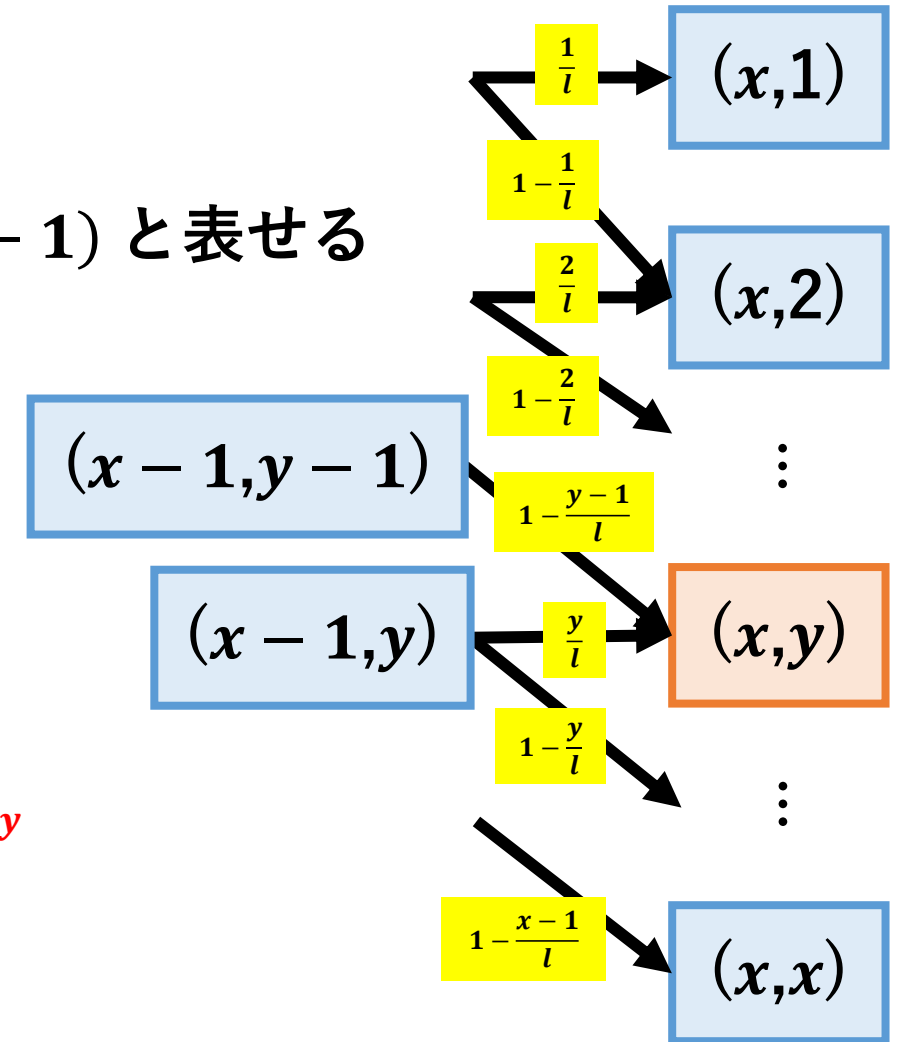 1/l
(x,1)
1 − 1/l
− 1) と表せる
2/l
(x,2)
1 − 2/l
⋮
(x − 1,y − 1)
1 − (y − 1)/l
(x − 1,y)
y/l
(x,y)
1 − y/l
⋮
y
1 − (x − 1)/l
(x,x)